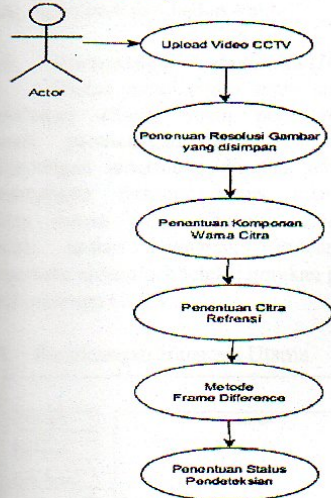 Upload Video CCTV
Actor
Penenuan Resolusi Gambar
yang disimpan
Penentuan Komponen
Warna Citra
Penentuan Citra
Refrensi
Metode
Frame Difference
Penentuan Status
Pendeteksian